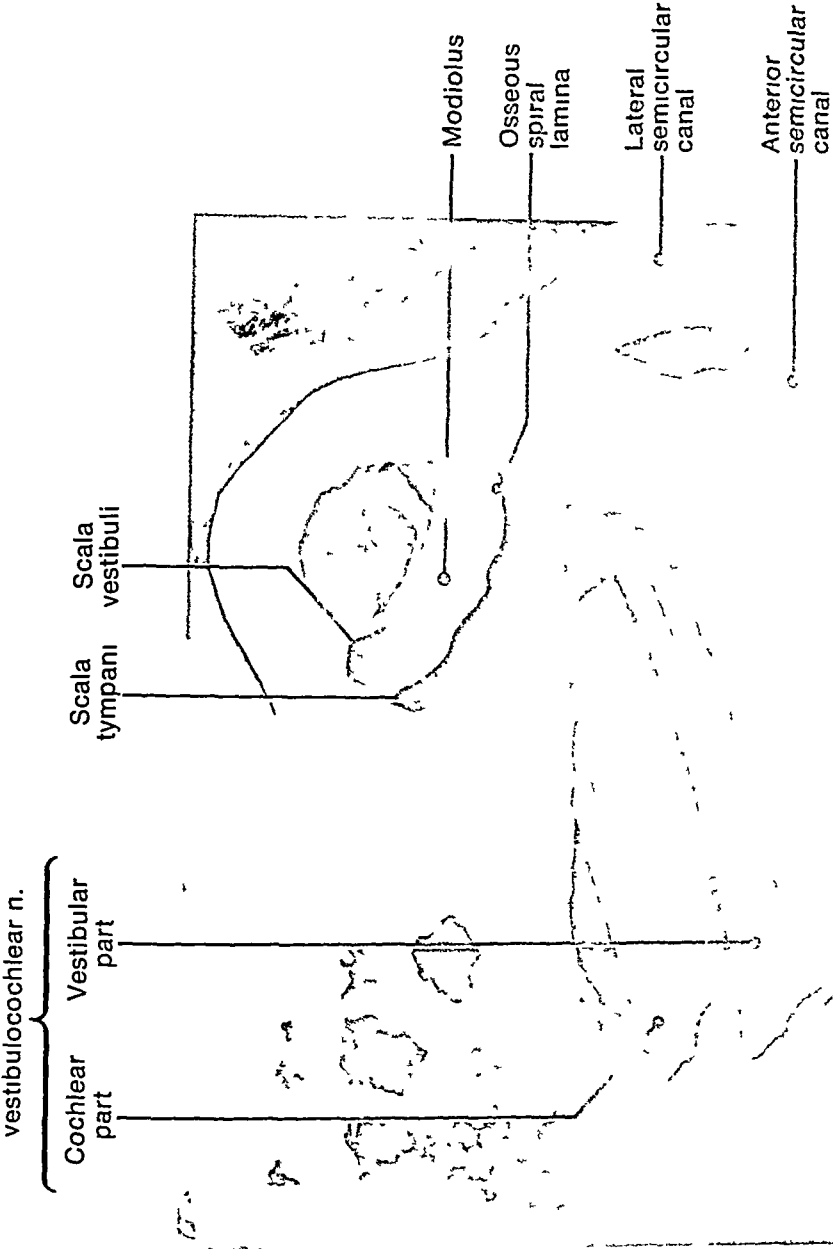 vestibulocochlear n.
Cochlear
part
Vestibular
part
Scala
tympani
Scala
vestibuli
Modiolus
Osseous
spiral
lamina
Lateral
semicircular
canal
Anterior
semicircular
canal